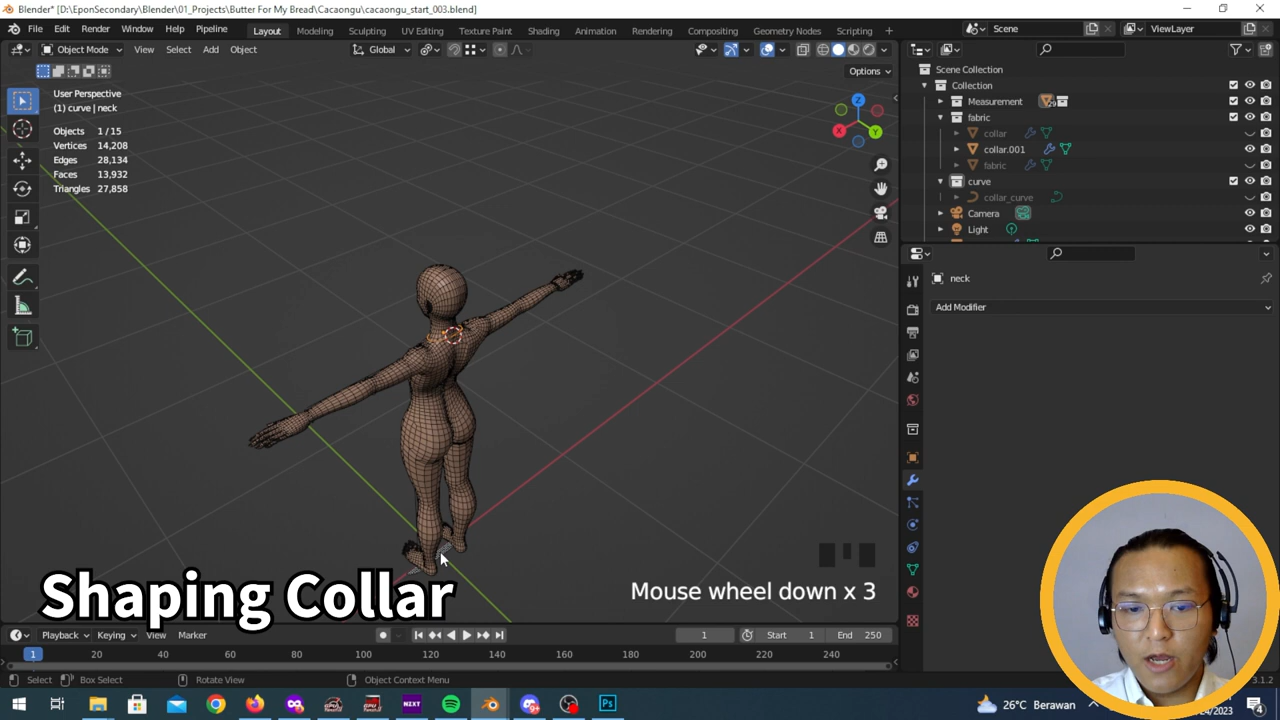 Blender* [D:\EponSecondary\Blender\01_Projects\Butter For My Bread\Cacaongu\cacaongu_start_003.blend]
File Edit Render Window Help Pipeline Layout Modeling Sculpting UV Editing Texture Paint Shading Animation Rendering Compositing Geometry Nodes Scripting + Scene ViewLayer
Object Mode View Select Add Object Global
Options
User Perspective
(1) curve | neck
Objects 1/15
Vertices 14,208
Edges 28,134
Faces 13,932
Triangles 27,858
Z
X
Y
Scene Collection
Collection
Measurement
fabric
collar
collar.001
fabric
curve
collar_curve
Camera
Light
neck
Add Modifier
Shaping Collar
Mouse wheel down x 3
Playback Keying View Marker 1 Start 1 End 250
1 20 40 60 80 100 120 140 160 180 200 220 240
Select Box Select Rotate View Object Context Menu 3.1.2
26°C Berawan